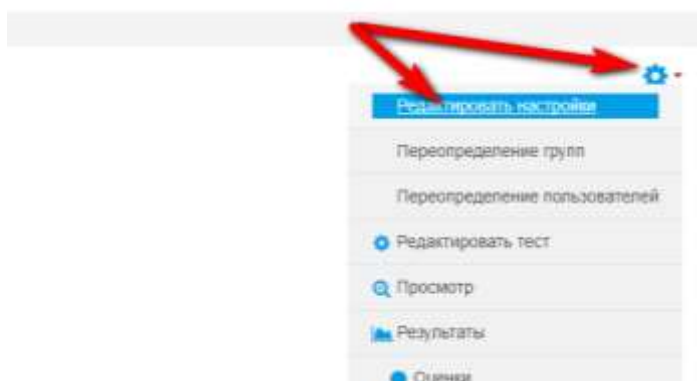 Редактировать настройки
Переопределение групп
Переопределение пользователей
Редактировать тест
Просмотр
Результаты
Оценки